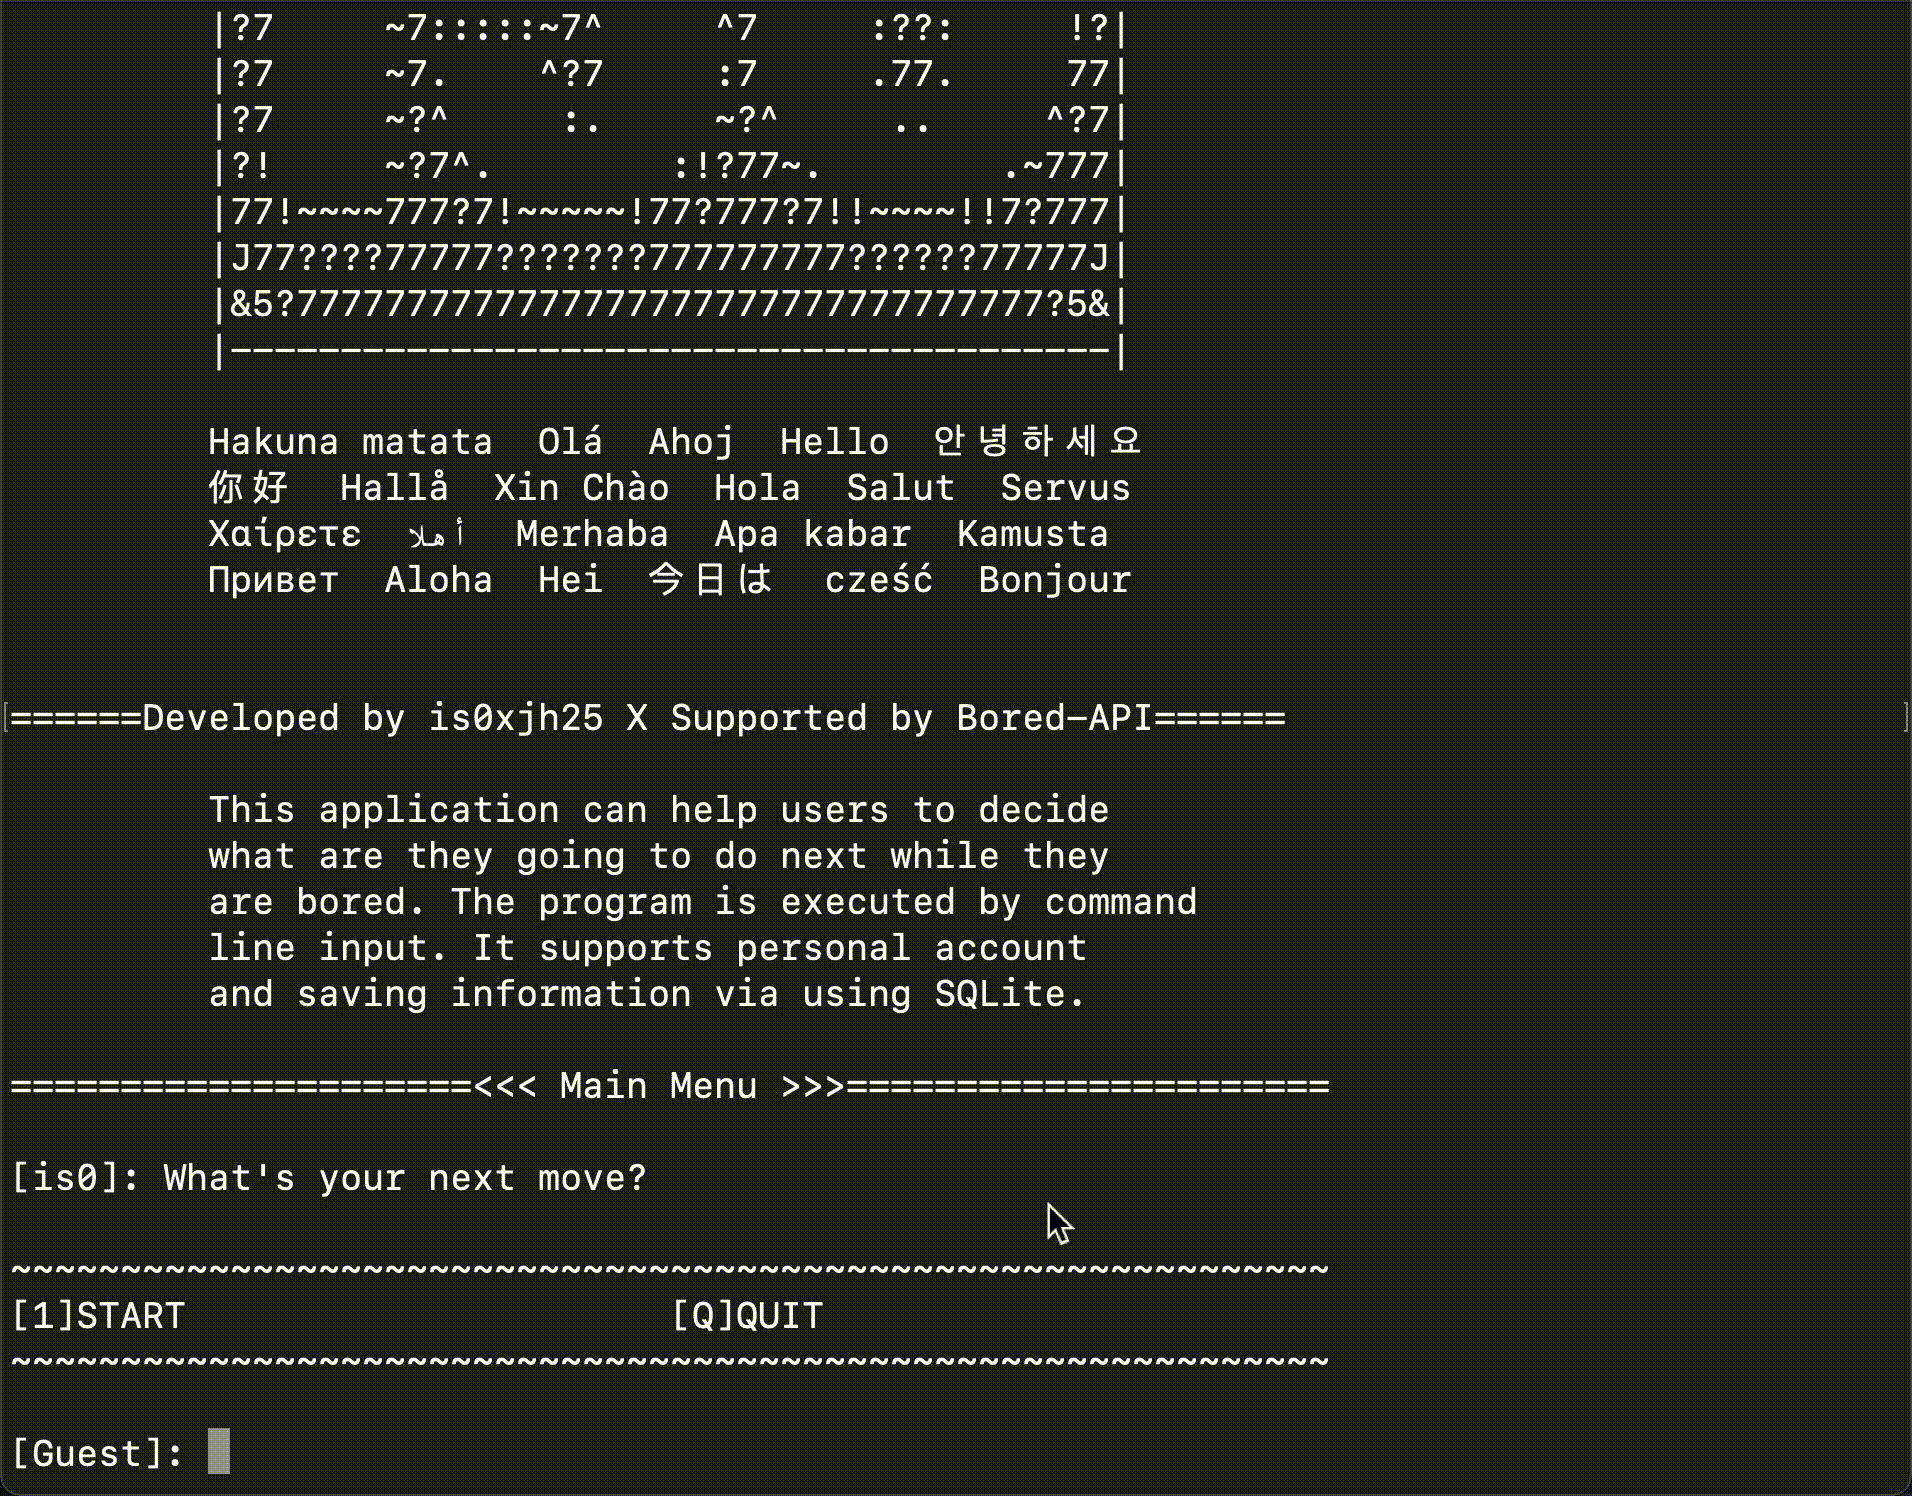 |?7     ~7:::::~7^     ^7     :??:     !?|
|?7     ~7.    ^?7     :7     .77.     77|
|?7     ~?^     :.     ~?^     ..     ^?7|
|?!     ~?7^.        :!?77~.        .~777|
|77!~~~~777?7!~~~~~!77?777?7!!~~~~!!7?777|
|J77????77777???????777777777??????77777J|
|&5?7777777777777777777777777777777777?5&|
|----------------------------------------|
Hakuna matata  Olá  Ahoj  Hello  안녕하세요
你好  Hallå  Xin Chào  Hola  Salut  Servus
Χαίρετε  أهلا  Merhaba  Apa kabar  Kamusta
Привет  Aloha  Hei  今日は  cześć  Bonjour
======Developed by is0xjh25 X Supported by Bored-API======
This application can help users to decide
what are they going to do next while they
are bored. The program is executed by command
line input. It supports personal account
and saving information via using SQLite.
=====================<<< Main Menu >>>======================
[is0]: What's your next move?
~~~~~~~~~~~~~~~~~~~~~~~~~~~~~~~~~~~~~~~~~~~~~~~~~~~~~~~~~~~~
[1]START                      [Q]QUIT
~~~~~~~~~~~~~~~~~~~~~~~~~~~~~~~~~~~~~~~~~~~~~~~~~~~~~~~~~~~~
[Guest]: